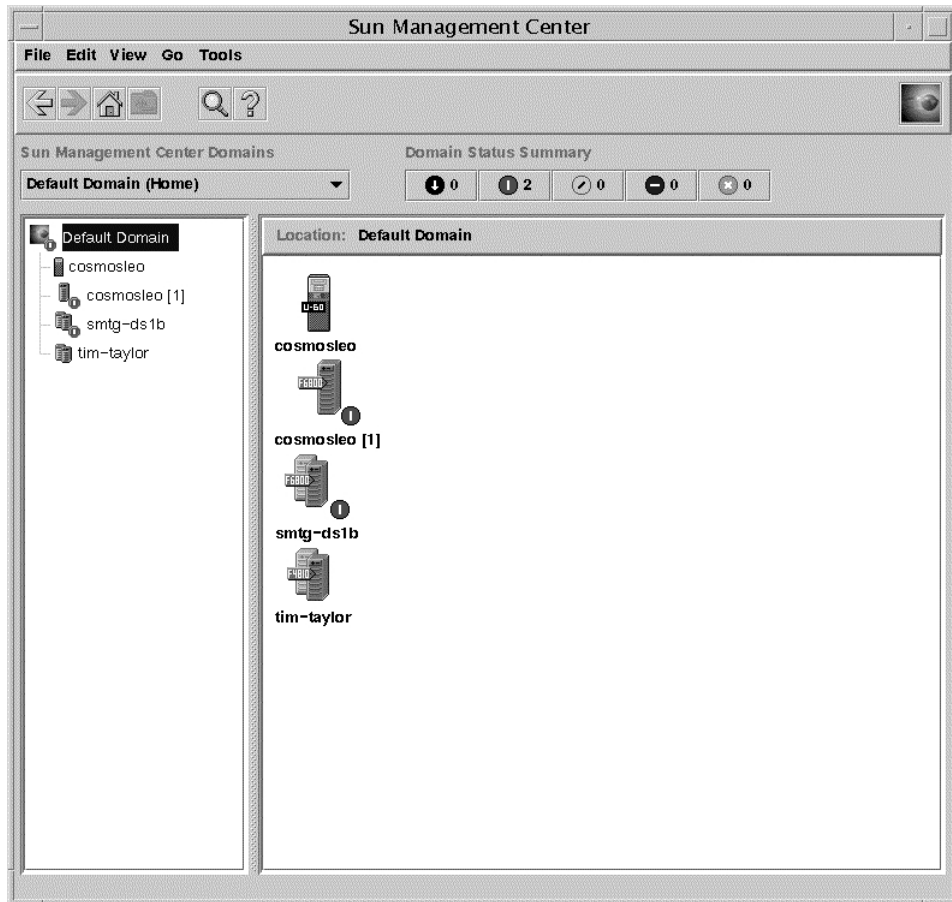 Sun Management Center
File Edit View Go Tools
Sun Management Center Domains
Domain Status Summary
Default Domain (Home)
0 2 0 0 0
Default Domain
cosmosleo
cosmosleo [1]
smtg-ds1b
tim-taylor
Location: Default Domain
U-60
cosmosleo
F6800
cosmosleo [1]
F6800
smtg-ds1b
F4810
tim-taylor